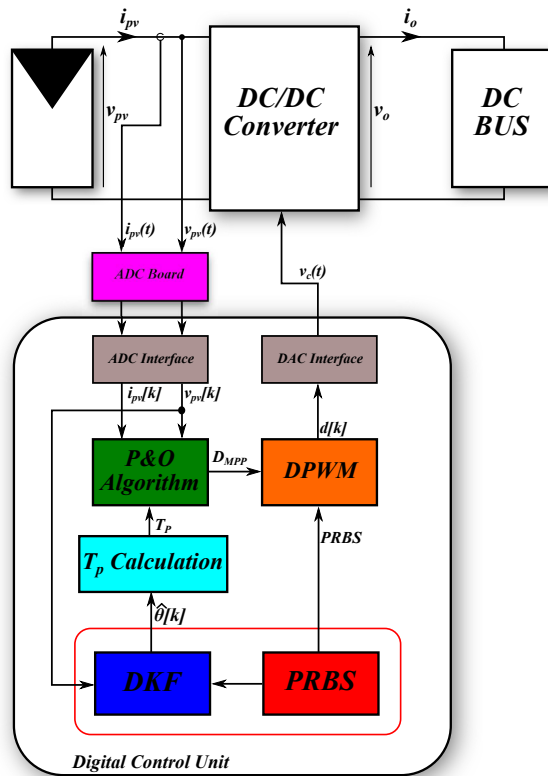 i_pv
i_o
v_pv
DC/DC
Converter
v_o
DC
BUS
i_pv(t)
v_pv(t)
v_c(t)
ADC Board
ADC Interface
DAC Interface
i_pv[k]
v_pv[k]
d[k]
P&O
Algorithm
D_MPP
DPWM
T_P
PRBS
T_p Calculation
θ̂[k]
DKF
PRBS
Digital Control Unit